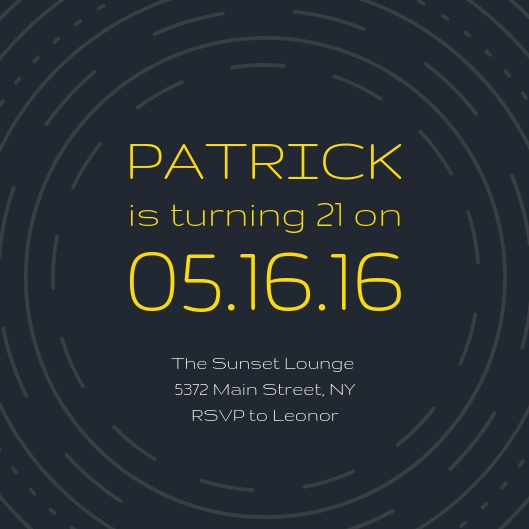 PATRICK
is turning 21 on
05.16.16
The Sunset Lounge
5372 Main Street, NY
RSVP to Leonor